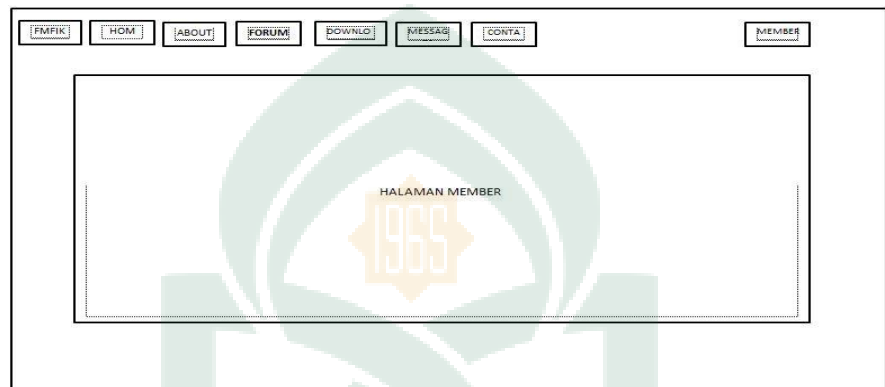 FMFIK HOM ABOUT FORUM DOWNLO MESSAG CONTA MEMBER
HALAMAN MEMBER
1965